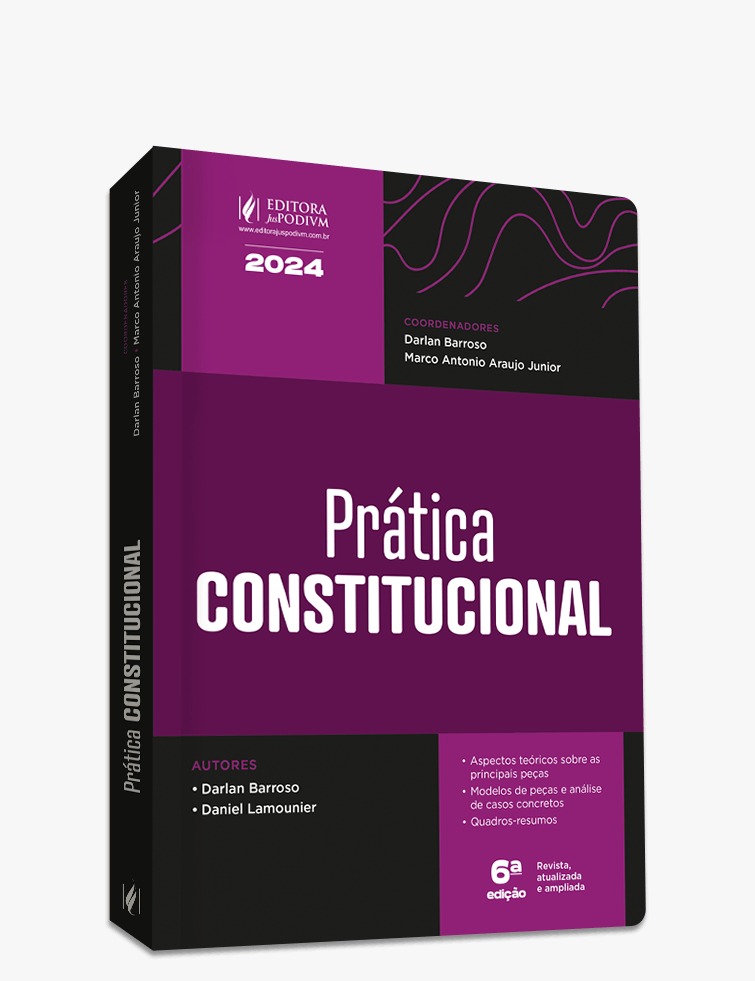 EDITORA
JusPODIVM
www.editorajuspodivm.com.br
2024
COORDENADORES
Darlan Barroso
Marco Antonio Araujo Junior
Prática
CONSTITUCIONAL
AUTORES
• Darlan Barroso
• Daniel Lamounier
• Aspectos teóricos sobre as
principais peças
• Modelos de peças e análise
de casos concretos
• Quadros-resumos
6ª
edição
Revista,
atualizada
e ampliada
COORDENADORES
Darlan Barroso • Marco Antonio Araujo Junior
Prática CONSTITUCIONAL